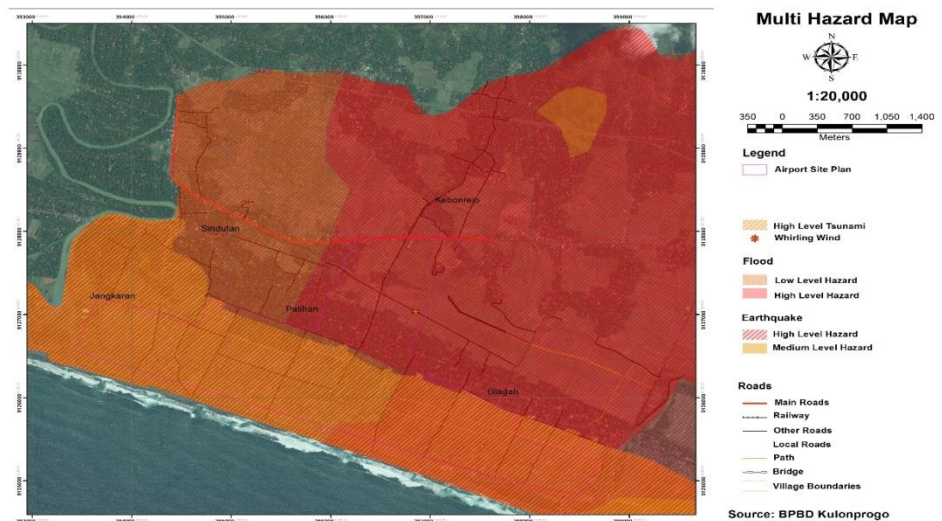 Multi Hazard Map
N
W E
S
1:20,000
350 0 350 700 1,050 1,400
Meters
Legend
Airport Site Plan
High Level Tsunami
Whirling Wind
Flood
Low Level Hazard
High Level Hazard
Earthquake
High Level Hazard
Medium Level Hazard
Roads
Main Roads
Railway
Other Roads
Local Roads
Path
Bridge
Village Boundaries
Source: BPBD Kulonprogo
Kebonrejo
Sindutan
Jangkaran
Palihan
Glagah